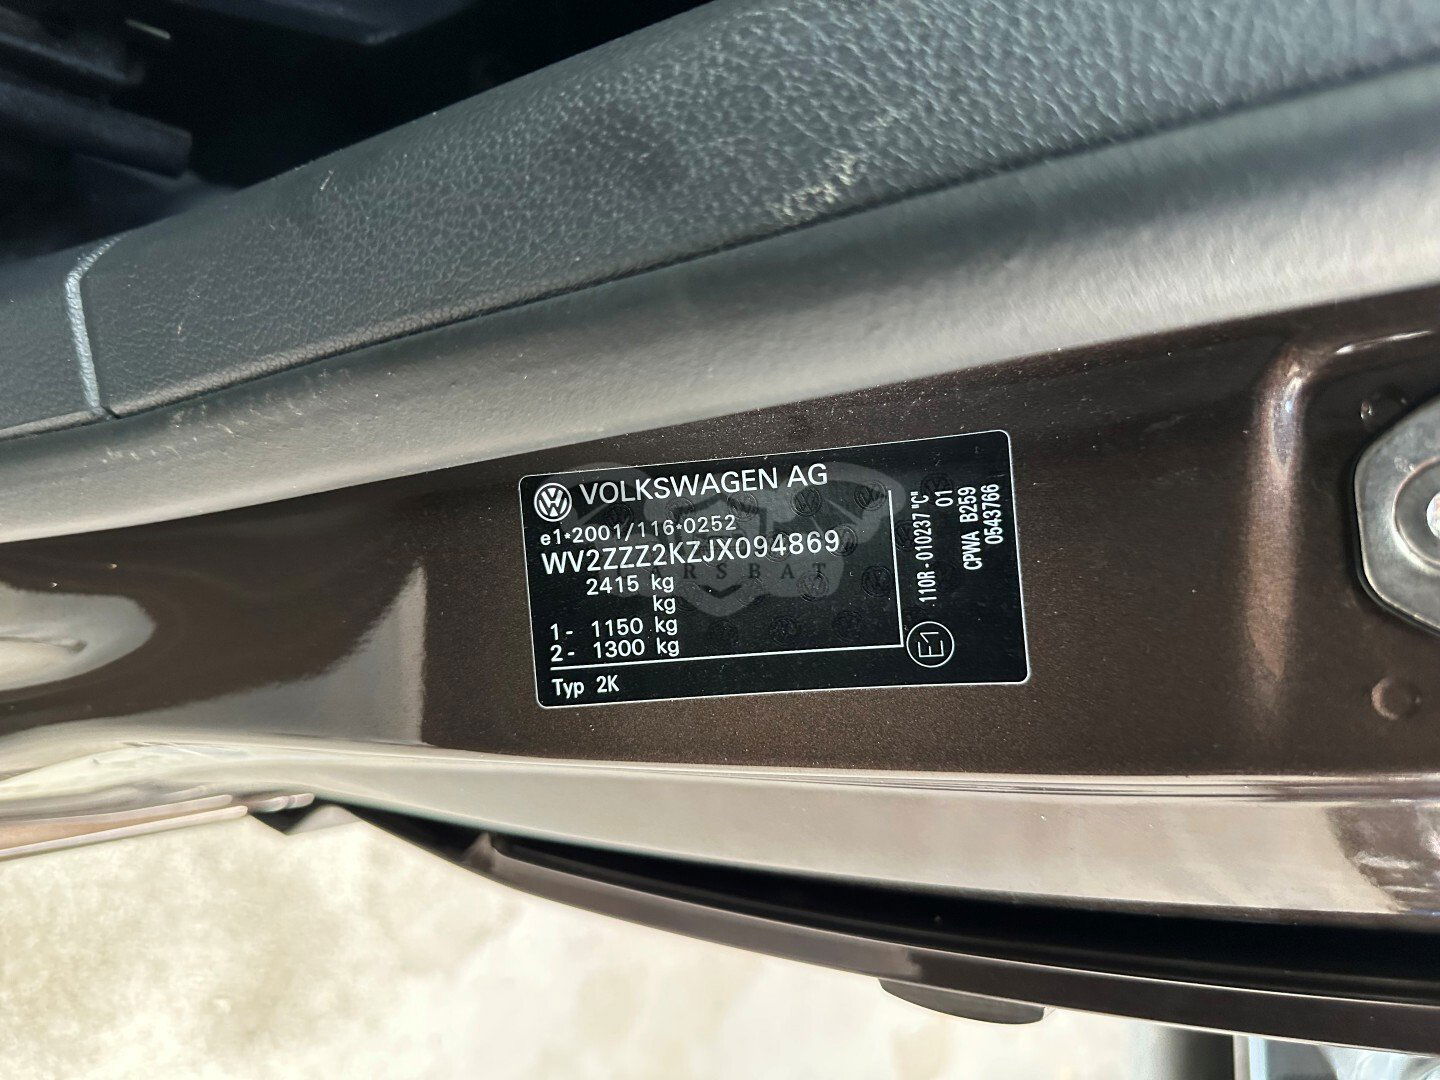 VOLKSWAGEN AG
e1*2001/116*0252
WV2ZZZ2KZJX094869
2415 kg
kg
1- 1150 kg
2- 1300 kg
Typ 2K
110R-010237 "C"
01
CPWA B259
0543766
E1
CARSBAT